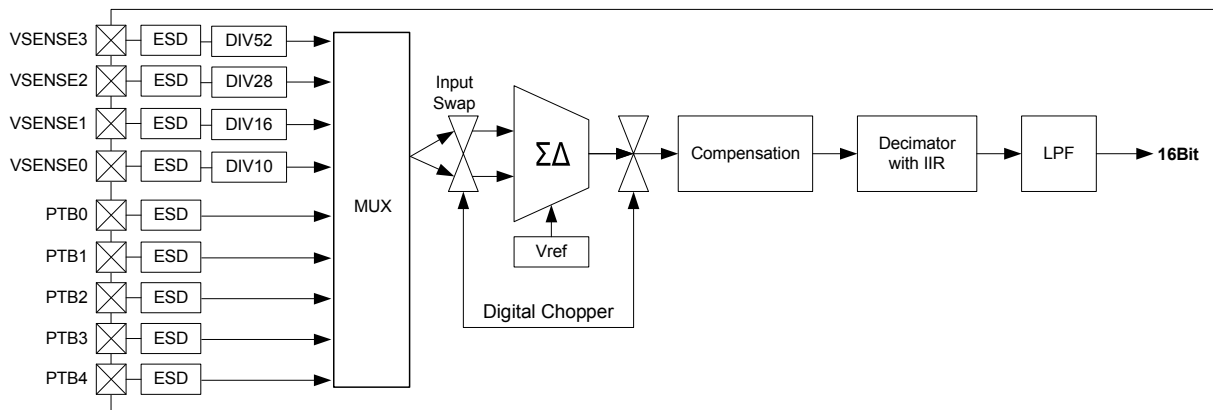 VSENSE3 ESD DIV52
VSENSE2 ESD DIV28
VSENSE1 ESD DIV16
VSENSE0 ESD DIV10
PTB0 ESD
PTB1 ESD
PTB2 ESD
PTB3 ESD
PTB4 ESD
MUX
Input
Swap
ΣΔ
Vref
Digital Chopper
Compensation
Decimator
with IIR
LPF
16Bit